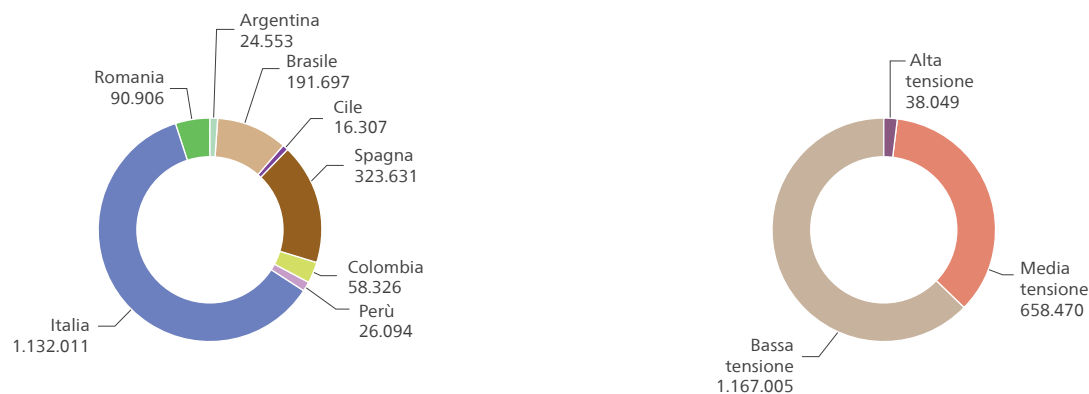 Argentina
24.553
Brasile
191.697
Romania
90.906
Cile
16.307
Spagna
323.631
Colombia
58.326
Perù
26.094
Italia
1.132.011
Alta
tensione
38.049
Media
tensione
658.470
Bassa
tensione
1.167.005